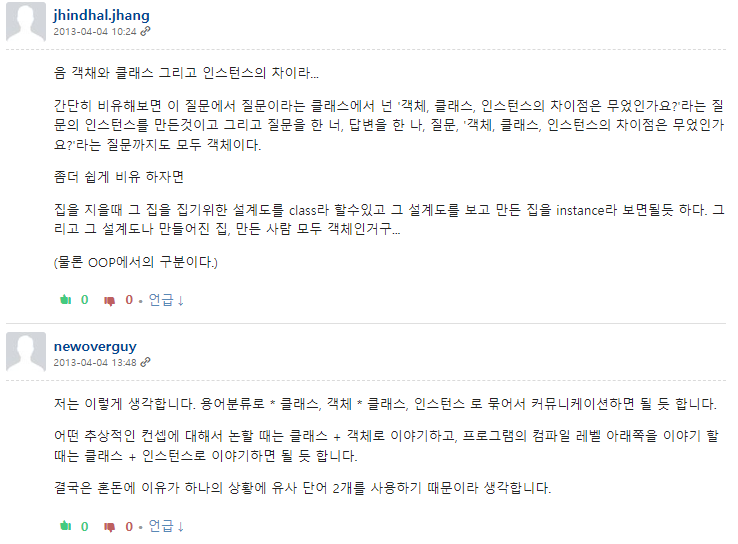 jhindhal.jhang
2013-04-04 10:24
음 객채와 클래스 그리고 인스턴스의 차이라...
간단히 비유해보면 이 질문에서 질문이라는 클래스에서 넌 '객체, 클래스, 인스턴스의 차이점은 무었인가요?'라는 질
문의 인스턴스를 만든것이고 그리고 질문을 한 너, 답변을 한 나, 질문, '객체, 클래스, 인스턴스의 차이점은 무었인가
요?'라는 질문까지도 모두 객체이다.
좀더 쉽게 비유 하자면
집을 지을때 그 집을 집기위한 설계도를 class라 할수있고 그 설계도를 보고 만든 집을 instance라 보면될듯 하다. 그
리고 그 설계도나 만들어진 집, 만든 사람 모두 객체인거구...
(물론 OOP에서의 구분이다.)
0 0 • 언급↓
newoverguy
2013-04-04 13:48
저는 이렇게 생각합니다. 용어분류로 * 클래스, 객체 * 클래스, 인스턴스 로 묶어서 커뮤니케이션하면 될 듯 합니다.
어떤 추상적인 컨셉에 대해서 논할 때는 클래스 + 객체로 이야기하고, 프로그램의 컴파일 레벨 아래쪽을 이야기 할
때는 클래스 + 인스턴스로 이야기하면 될 듯 합니다.
결국은 혼돈에 이유가 하나의 상황에 유사 단어 2개를 사용하기 때문이라 생각합니다.
0 0 • 언급↓